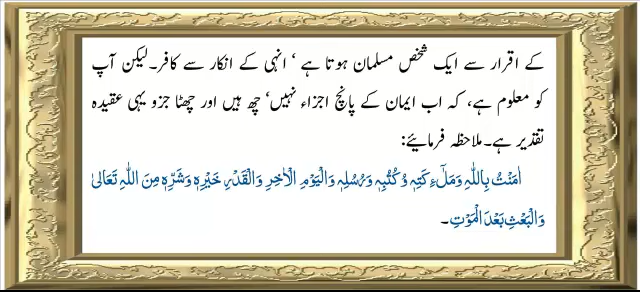 کے اقرار سے ایک شخص مسلمان ہوتا ہے ‘ انہی کے انکار سے کافر۔ لیکن آپ
کو معلوم ہے، کہ اب ایمان کے پانچ اجزاء نہیں‘ چھ ہیں اور چھٹا جزو یہی عقیدہ
تقدیر ہے۔ ملاحظہ فرمائیے:
اٰمَنْتُ بِاللّٰہِ وَمَلٰٓءِکَتِہٖ وَکُتُبِہٖ وَرُسُلِہٖ وَالْیَوْمِ الْاٰخِرِ وَالْقَدْرِ خَیْرِہٖ وَشَرِّہٖ مِنَ اللّٰہِ تَعَالٰی
وَالْبَعْثِ بَعْدَ الْمَوْتِ۔